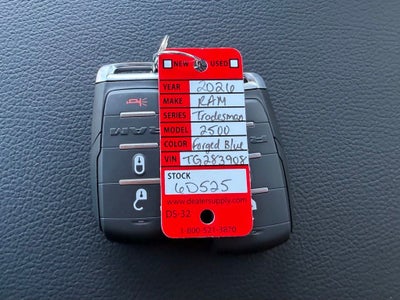 NEW USED
YEAR 2026
MAKE RAM
SERIES Tradesman
MODEL 2500
COLOR Forged Blue
VIN TG283908
STOCK
6D525
www.dealersupply.com
DS-32
1-800-521-3820
RAM